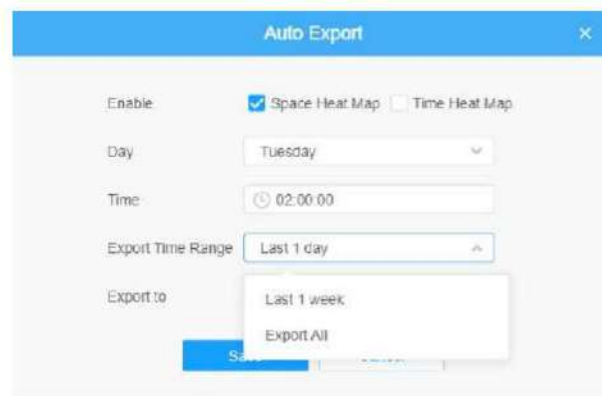 Auto Export
Enable Space Heat Map Time Heat Map
Day Tuesday
Time 02:00:00
Export Time Range Last 1 day
Export to Last 1 week
Export All